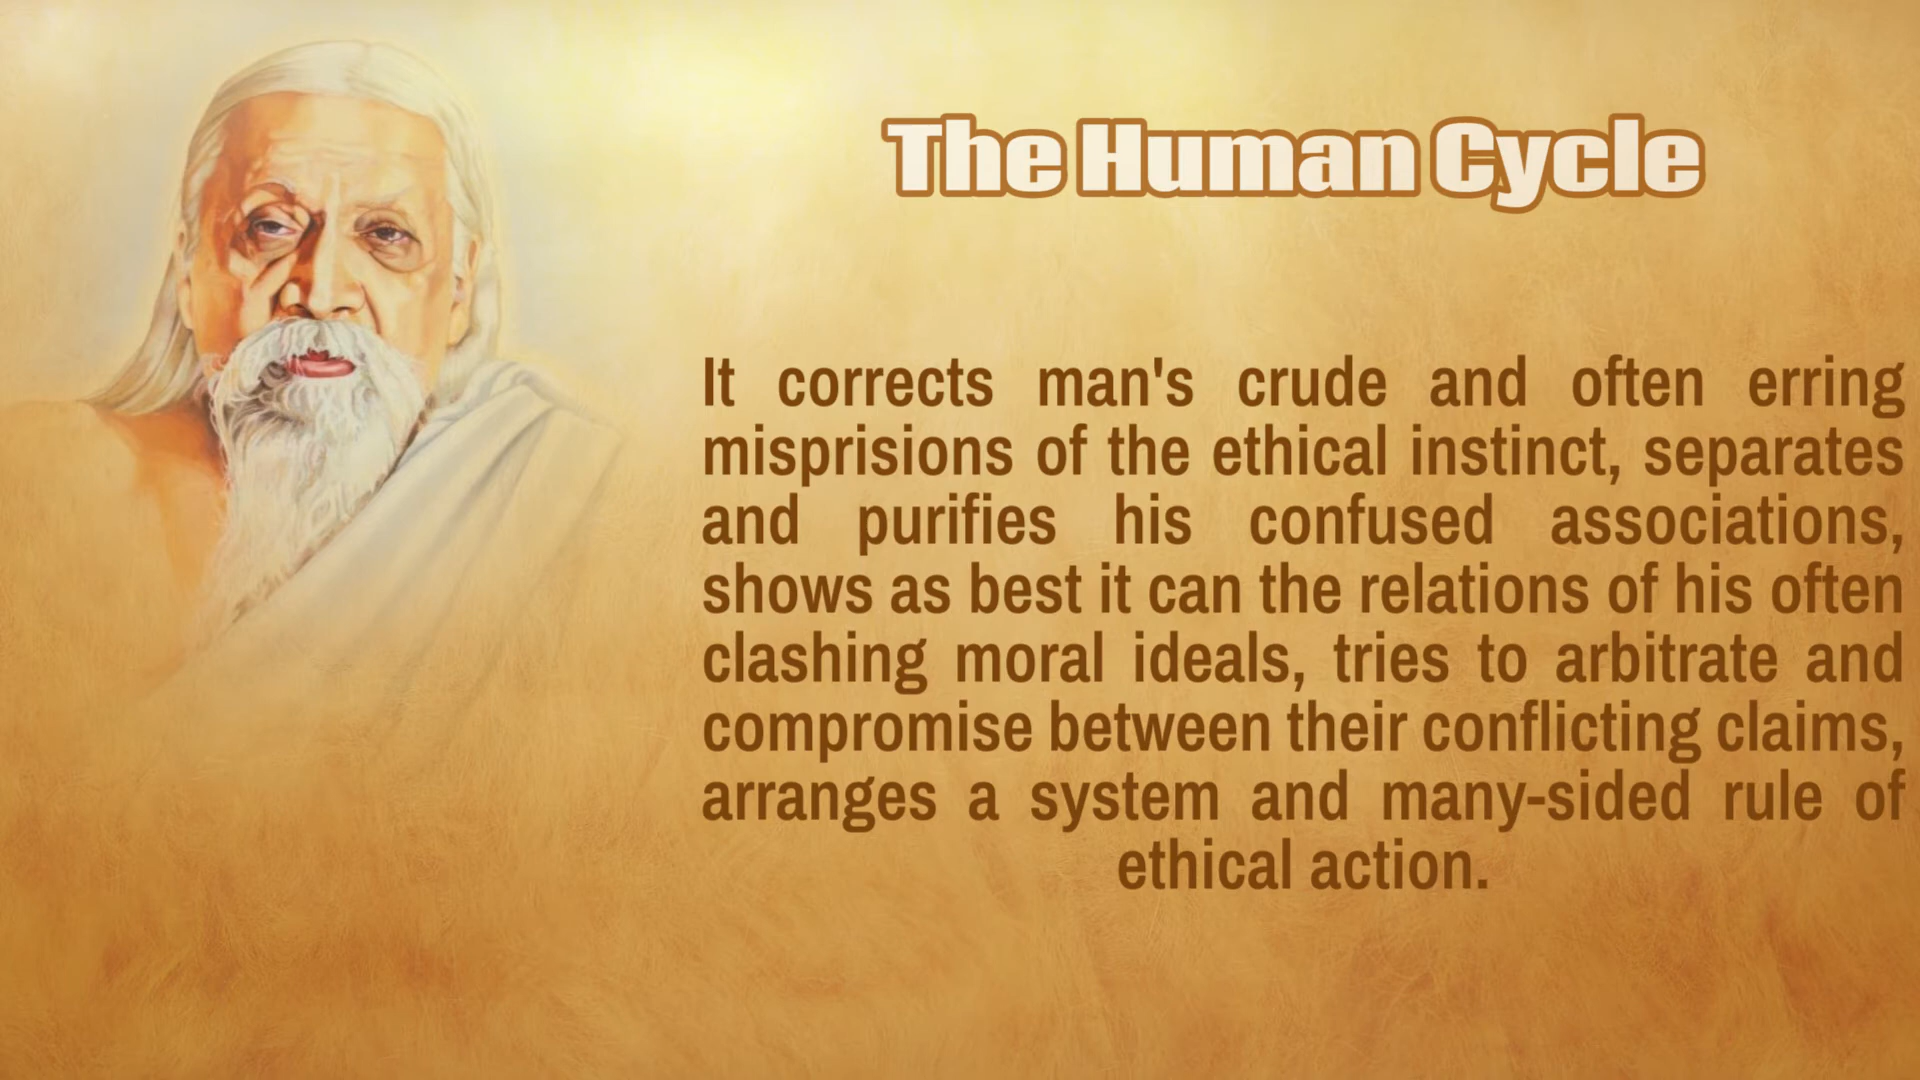 The Human Cycle
It corrects man's crude and often erring
misprisions of the ethical instinct, separates
and purifies his confused associations,
shows as best it can the relations of his often
clashing moral ideals, tries to arbitrate and
compromise between their conflicting claims,
arranges a system and many-sided rule of
ethical action.